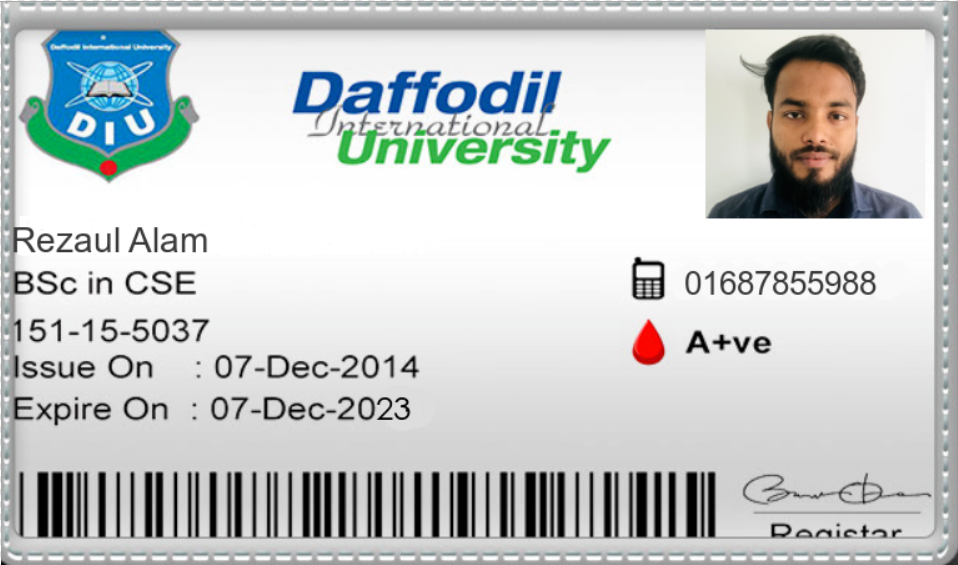 Daffodil International University
DIU
Daffodil
International
University
Rezaul Alam
BSc in CSE
01687855988
151-15-5037
A+ve
Issue On : 07-Dec-2014
Expire On : 07-Dec-2023
Registar